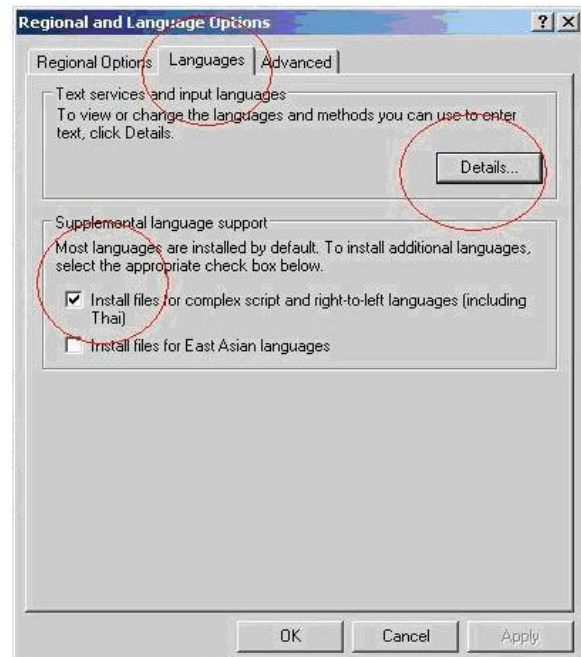 Regional and Language Options
Regional Options Languages Advanced
Text services and input languages
To view or change the languages and methods you can use to enter
text, click Details.
Details...
Supplemental language support
Most languages are installed by default. To install additional languages,
select the appropriate check box below.
Install files for complex script and right-to-left languages (including
Thai)
Install files for East Asian languages
OK Cancel Apply